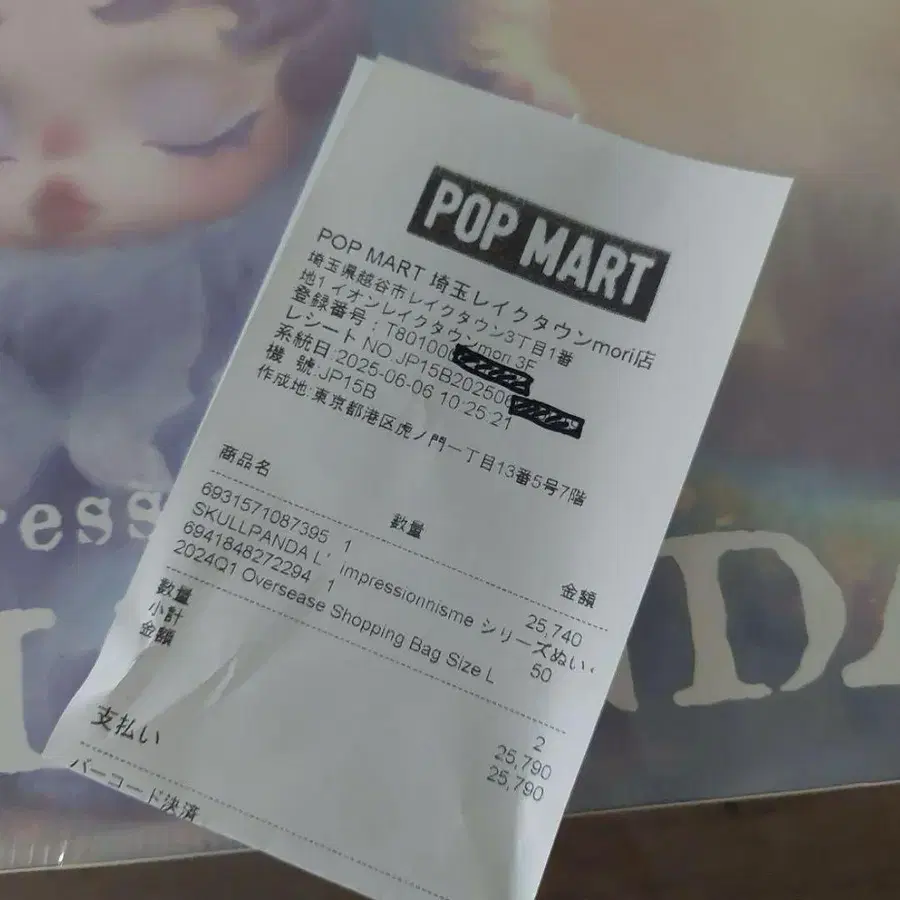 POP MART
POP MART 埼玉レイクタウンmori店
埼玉県越谷市レイクタウン3丁目1番
地1 イオンレイクタウンmori 3F
登録番号：T80100
レシート NO.JP15B202506
系統日:2025-06-06 10:25:21
機 號:JP15B
作成地:東京都港区虎ノ門一丁目13番5号7階
商品名 数量 金額
6931571087395 1 25,740
SKULLPANDA L' impressionnisme シリーズぬい
6941848272294 1 50
2024Q1 Oversease Shopping Bag Size L
数量 2
小計 25,790
金額 25,790
支払い
バーコード決済
ress